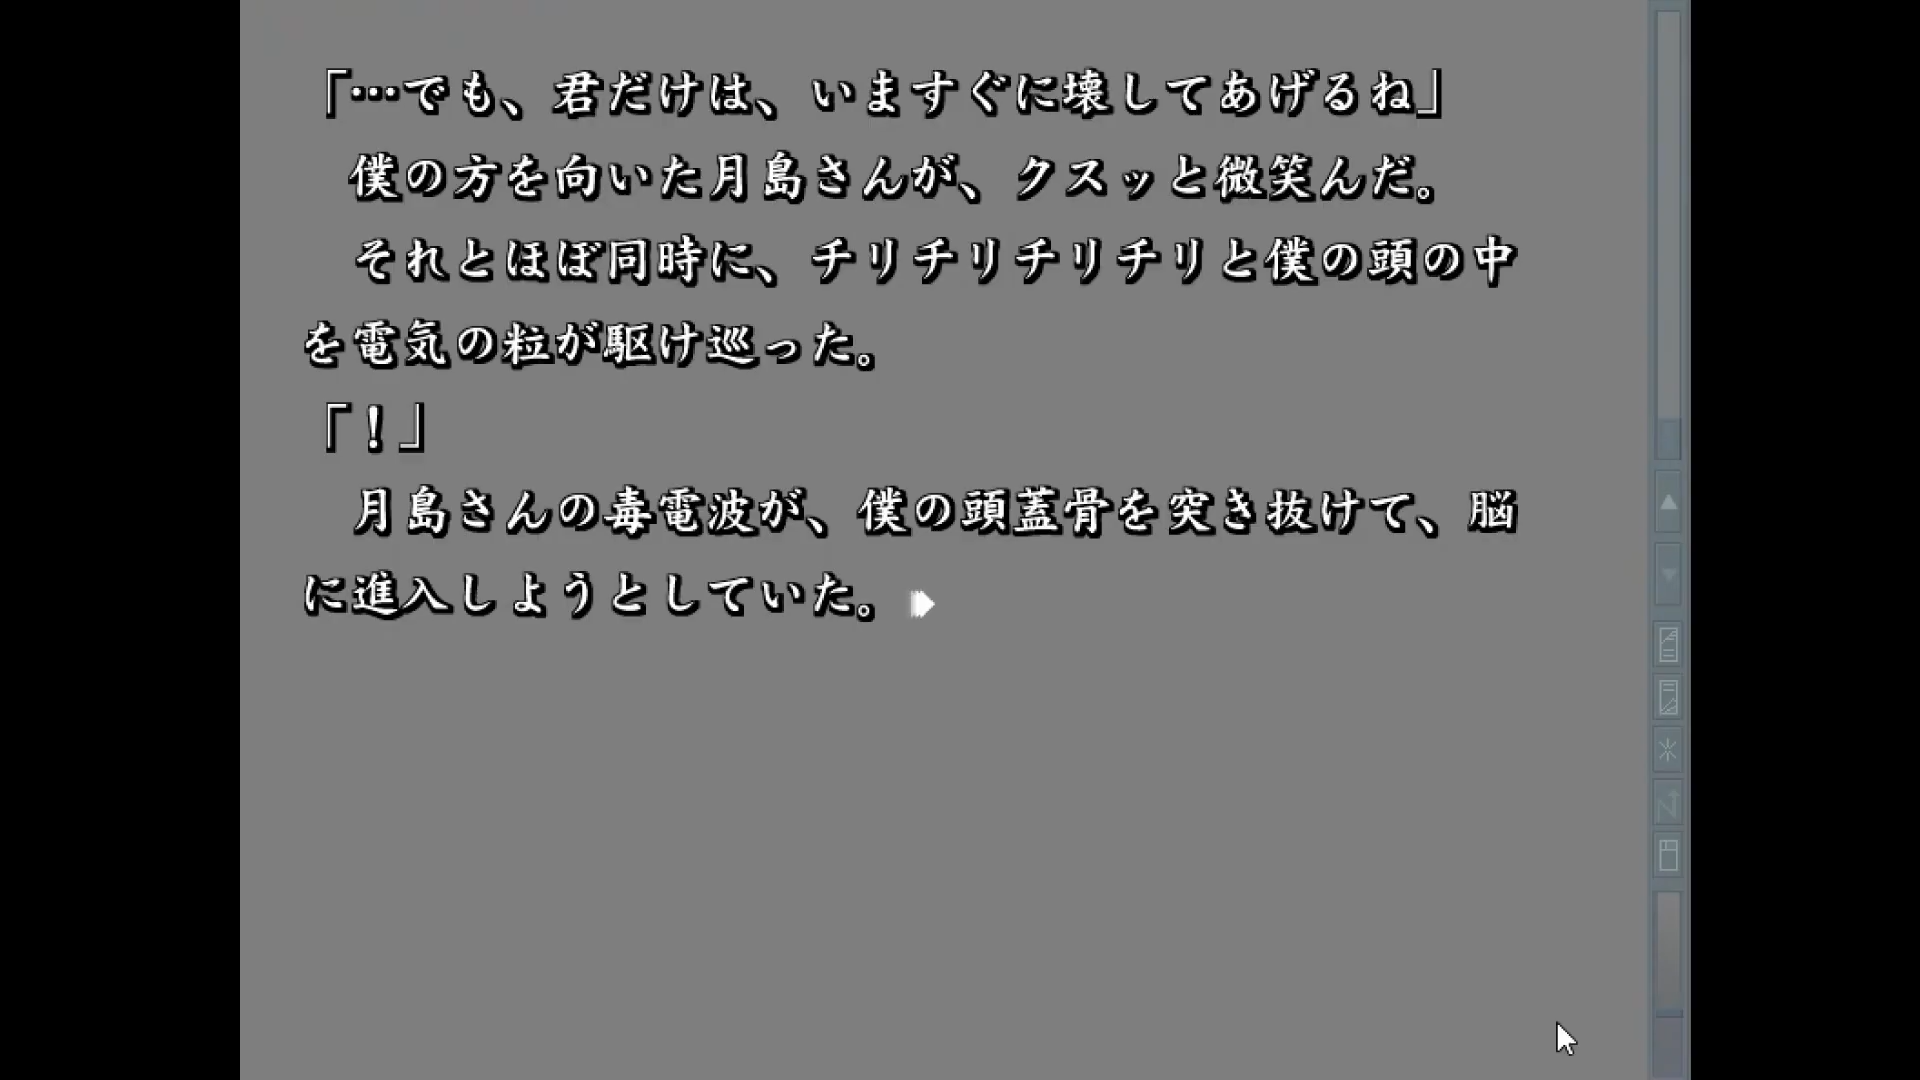 「…でも、君だけは、いますぐに壊してあげるね」
　僕の方を向いた月島さんが、クスッと微笑んだ。
　それとほぼ同時に、チリチリチリチリと僕の頭の中
を電気の粒が駆け巡った。
「！」
　月島さんの毒電波が、僕の頭蓋骨を突き抜けて、脳
に進入しようとしていた。